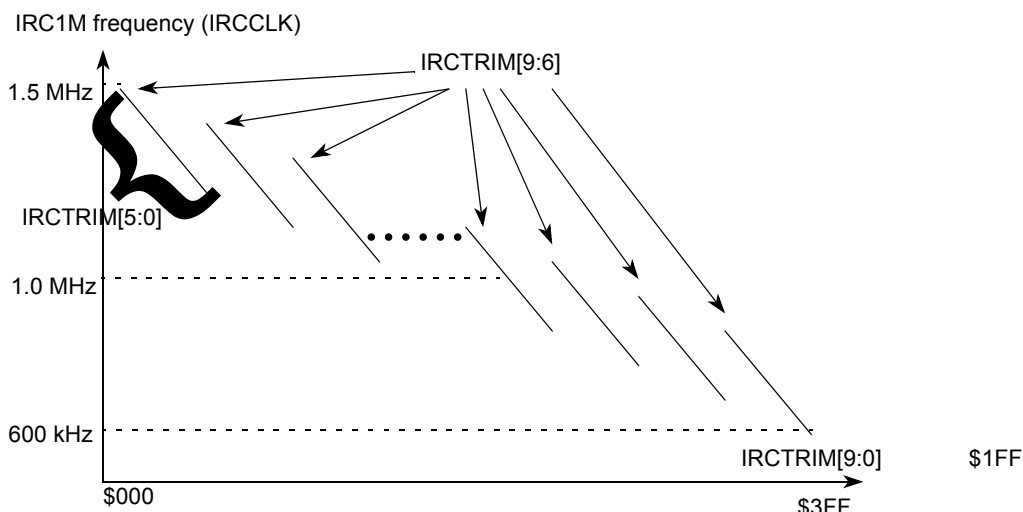 IRC1M frequency (IRCCLK)
IRCTRIM[9:6]
1.5 MHz
IRCTRIM[5:0]
1.0 MHz
600 kHz
IRCTRIM[9:0]
$1FF
$000
$3FF